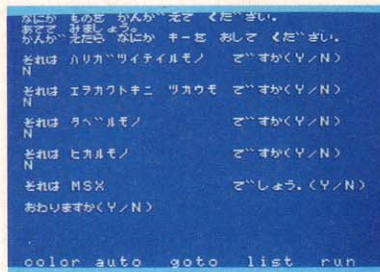 なにか ものを かんがえて ください。
あてて みましょう。
かんがえたら なにか キーを おして ください。
それは ハリガツイテイルモノ ですか(Y/N)
N
それは エヲカクトキニ ツカウモ ですか(Y/N)
N
それは タベルモノ ですか(Y/N)
N
それは ヒカルモノ ですか(Y/N)
N
それは MSX でしょう。(Y/N)
おわりますか(Y/N)
color auto goto list run